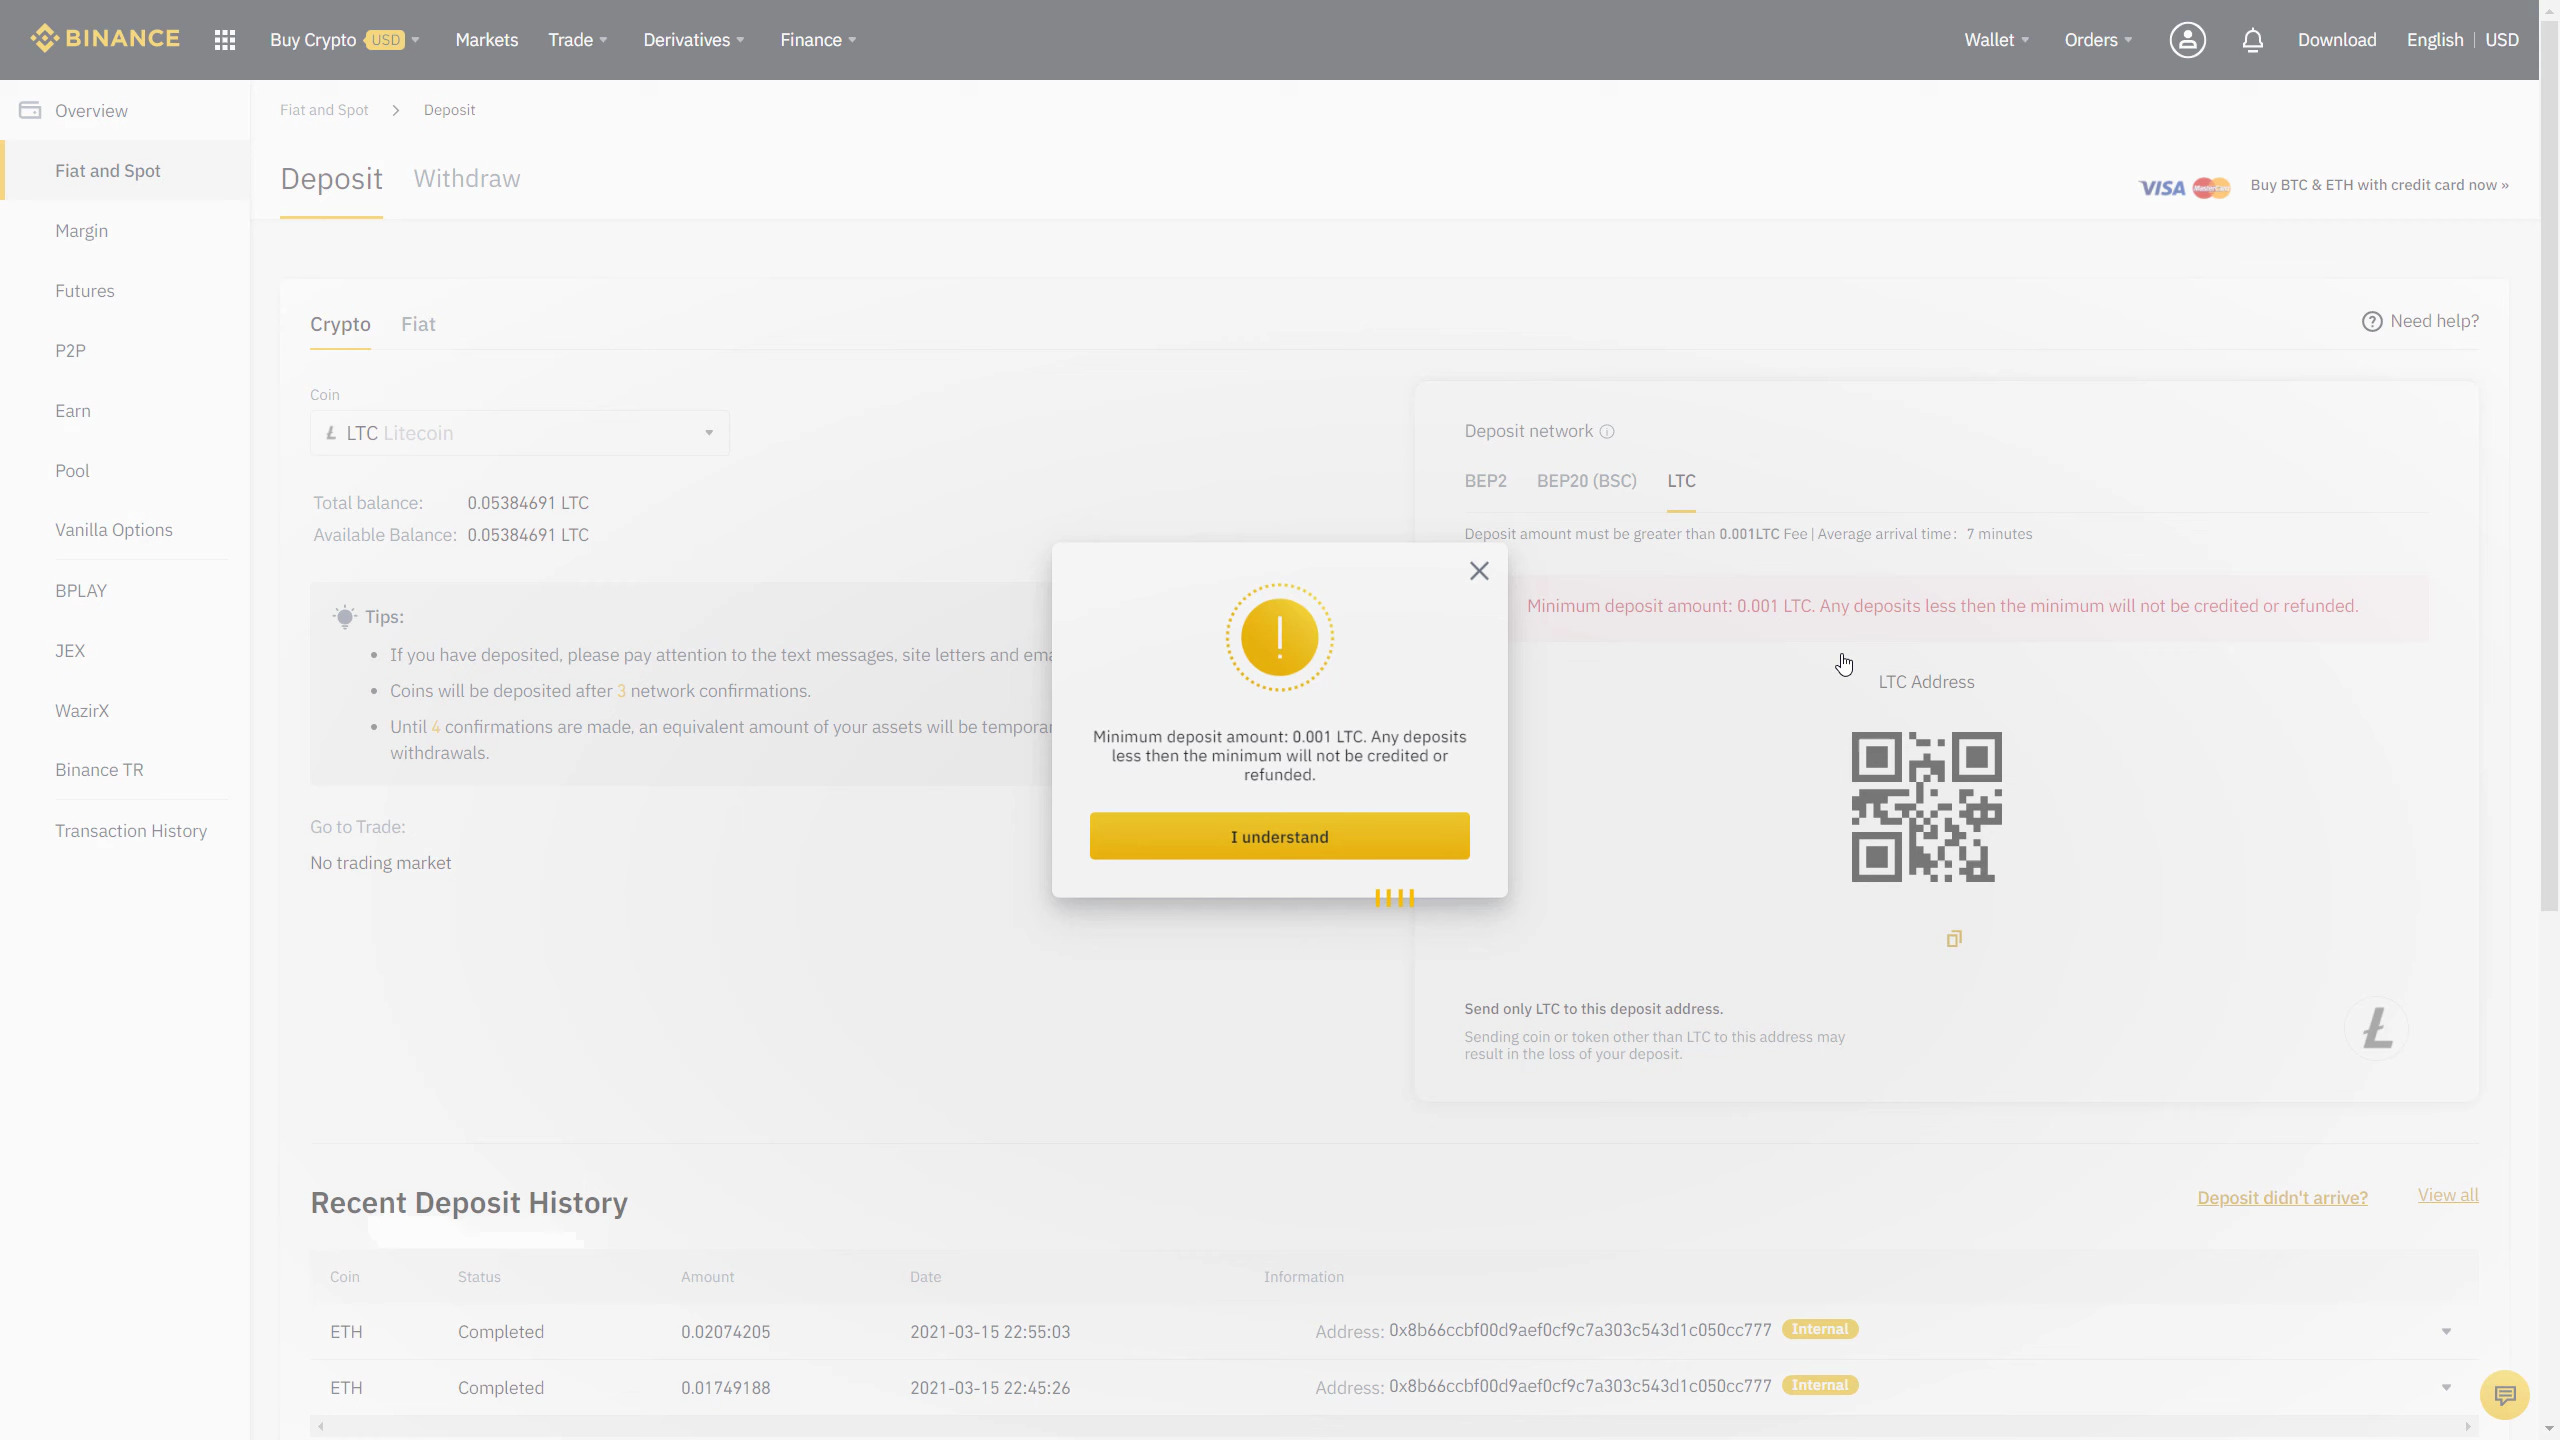 BINANCE
Buy Crypto USD
Markets
Trade
Derivatives
Finance
Wallet
Orders
Download
English | USD
Overview
Fiat and Spot
Margin
Futures
P2P
Earn
Pool
Vanilla Options
BPLAY
JEX
WazirX
Binance TR
Transaction History
Fiat and Spot > Deposit
Deposit
Withdraw
VISA MasterCard Buy BTC & ETH with credit card now »
Crypto
Fiat
Need help?
Coin
LTC Litecoin
Total balance: 0.05384691 LTC
Available Balance: 0.05384691 LTC
Tips:
If you have deposited, please pay attention to the text messages, site letters and ema
Coins will be deposited after 3 network confirmations.
Until 4 confirmations are made, an equivalent amount of your assets will be temporar
withdrawals.
Go to Trade:
No trading market
Deposit network
BEP2
BEP20 (BSC)
LTC
Deposit amount must be greater than 0.001LTC Fee | Average arrival time: 7 minutes
Minimum deposit amount: 0.001 LTC. Any deposits less then the minimum will not be credited or refunded.
LTC Address
Send only LTC to this deposit address.
Sending coin or token other than LTC to this address may
result in the loss of your deposit.
Minimum deposit amount: 0.001 LTC. Any deposits
less then the minimum will not be credited or
refunded.
I understand
Recent Deposit History
Deposit didn't arrive?
View all
Coin Status Amount Date Information
ETH Completed 0.02074205 2021-03-15 22:55:03 Address: 0x8b66ccbf00d9aef0cf9c7a303c543d1c050cc777 Internal
ETH Completed 0.01749188 2021-03-15 22:45:26 Address: 0x8b66ccbf00d9aef0cf9c7a303c543d1c050cc777 Internal